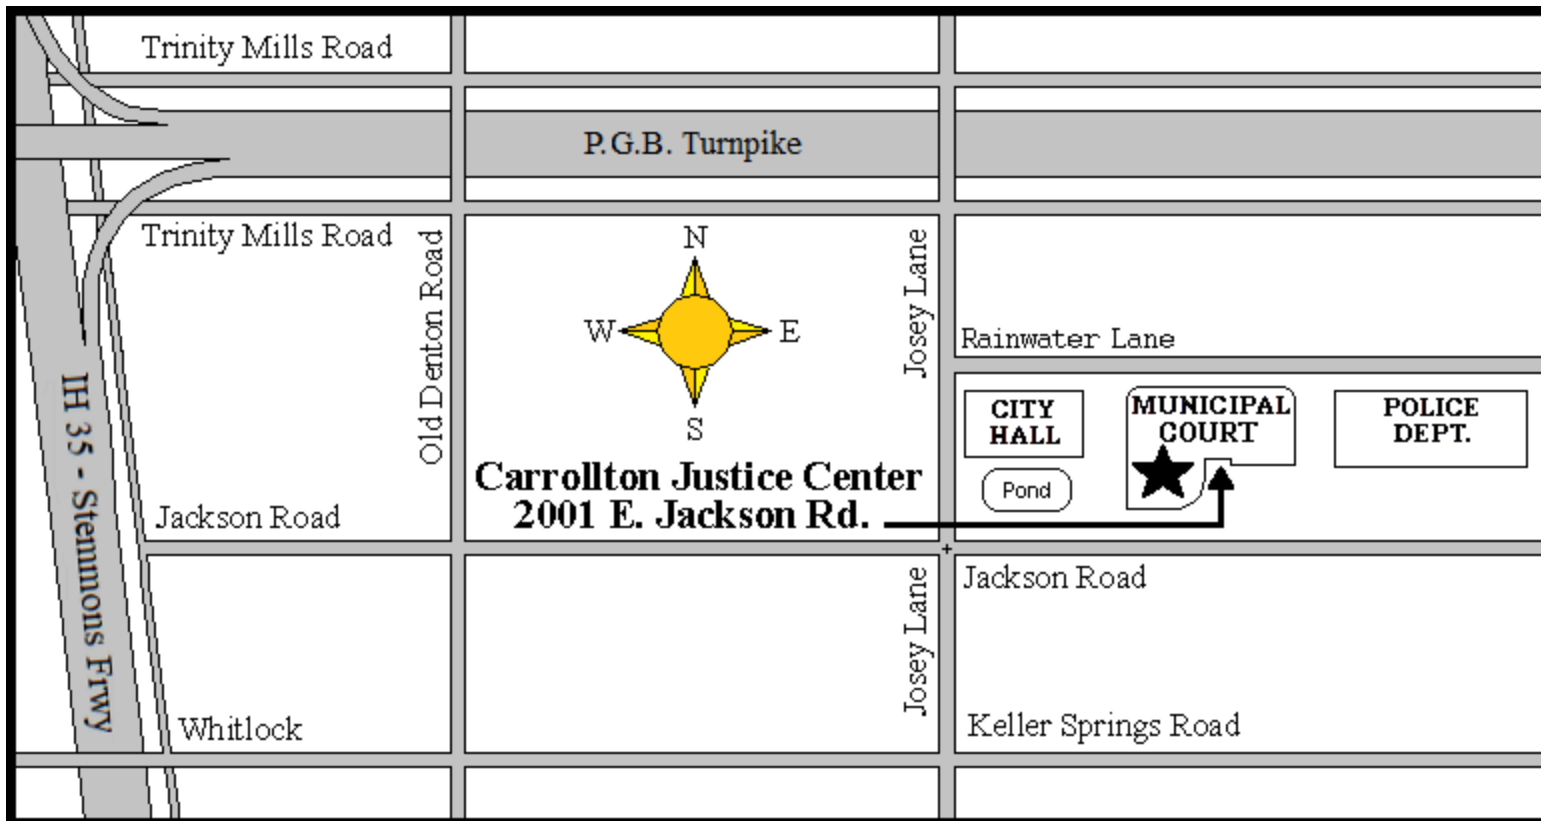 Trinity Mills Road
P.G.B. Turnpike
Trinity Mills Road
Old Denton Road
N
W
E
S
Josey Lane
Rainwater Lane
IH 35 - Stemmons Frwy
CITY
HALL
MUNICIPAL
COURT
POLICE
DEPT.
Pond
Carrollton Justice Center
2001 E. Jackson Rd.
Jackson Road
Jackson Road
Josey Lane
Whitlock
Keller Springs Road